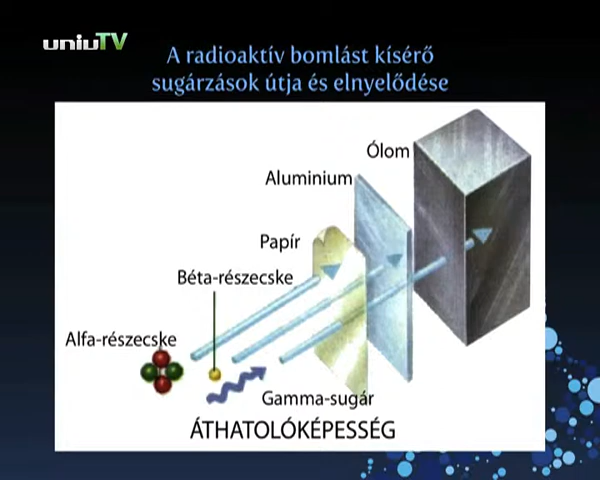 uniuTV
A radioaktív bomlást kísérő
sugárzások útja és elnyelődése
Ólom
Aluminium
Papír
Béta-részecske
Alfa-részecske
Gamma-sugár
ÁTHATOLÓKÉPESSÉG